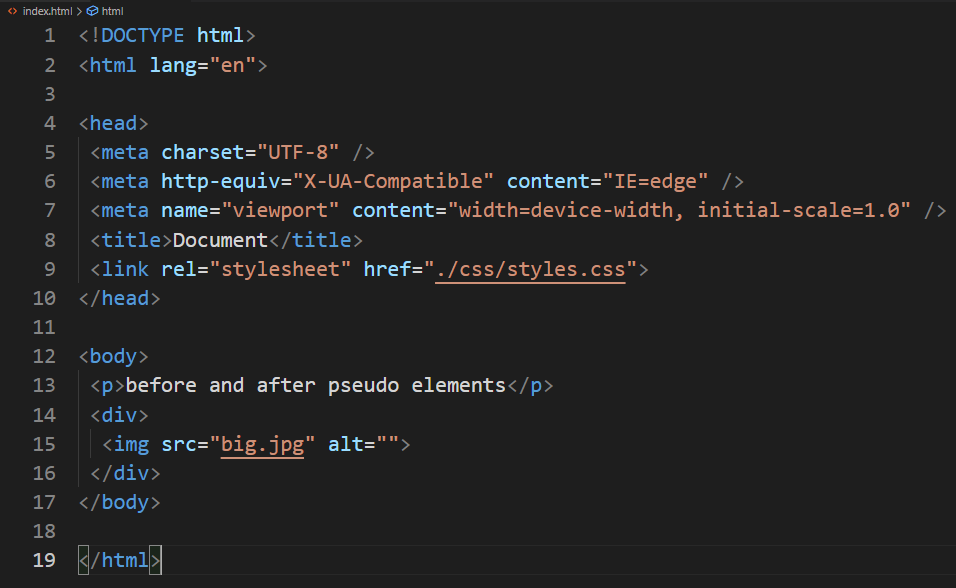 index.html > html
1 <!DOCTYPE html>
2 <html lang="en">
3
4 <head>
5 <meta charset="UTF-8" />
6 <meta http-equiv="X-UA-Compatible" content="IE=edge" />
7 <meta name="viewport" content="width=device-width, initial-scale=1.0" />
8 <title>Document</title>
9 <link rel="stylesheet" href="./css/styles.css">
10 </head>
11
12 <body>
13 <p>before and after pseudo elements</p>
14 <div>
15 <img src="big.jpg" alt="">
16 </div>
17 </body>
18
19 </html>